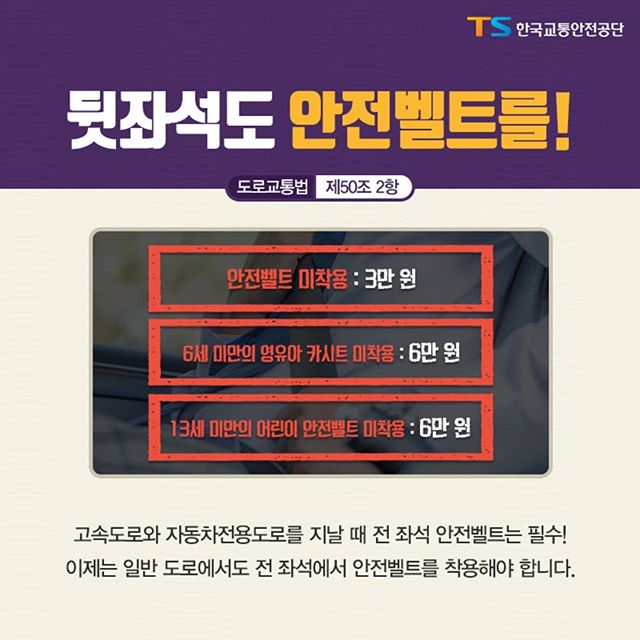 TS 한국교통안전공단
뒷좌석도 안전벨트를!
도로교통법 제50조 2항
안전벨트 미착용 : 3만 원
6세 미만의 영유아 카시트 미착용 : 6만 원
13세 미만의 어린이 안전벨트 미착용 : 6만 원
고속도로와 자동차전용도로를 지날 때 전 좌석 안전벨트는 필수!
이제는 일반 도로에서도 전 좌석에서 안전벨트를 착용해야 합니다.